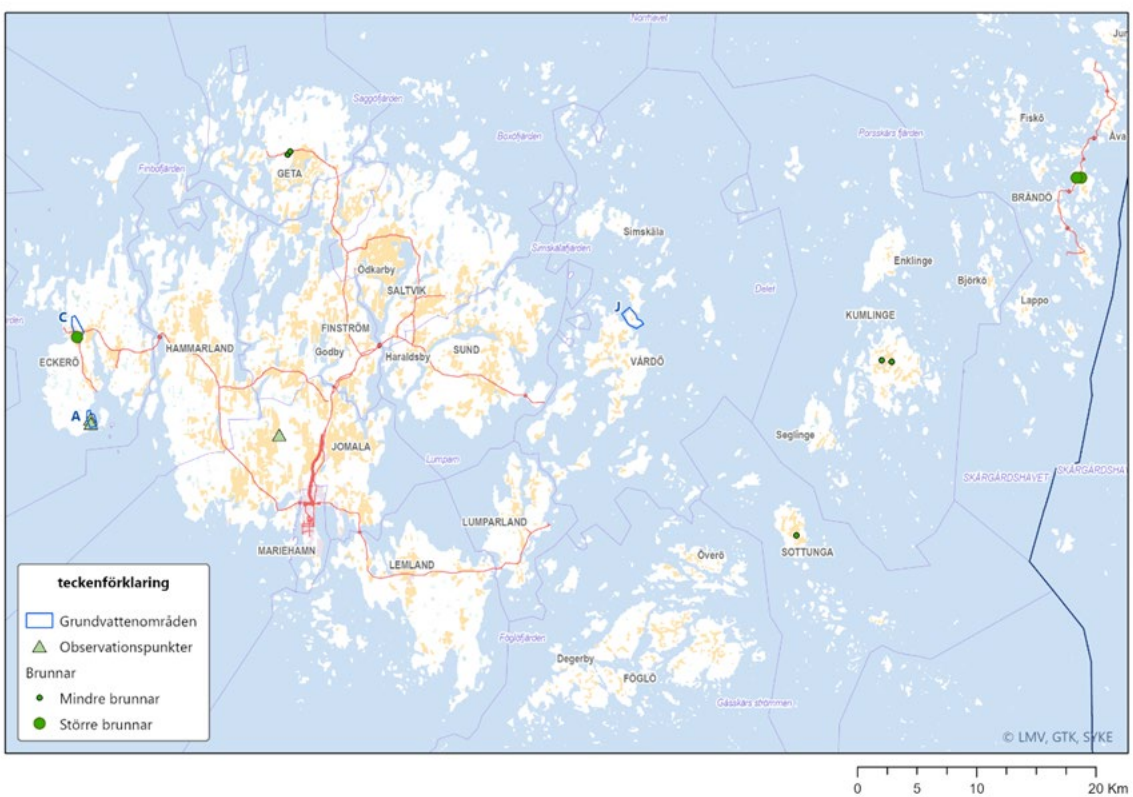 Norrhavet
Saggöfjärden
Boxöfjärden
Fiskö
Porsskärs fjärden
Finbofjärden
GETA
BRÄNDÖ
Simskäla
Simskälafjärden
Enklinge
Ödkarby
Björkö
Delet
SALTVIK
Lappo
J
C
KUMLINGE
FINSTRÖM
HAMMARLAND
Godby
Haraldsby
SUND
ECKERÖ
VÅRDÖ
A
Seglinge
JOMALA
Lumparn
SKÄRGÅRDSHAVET
SKÄRGÅRDSHAV
LUMPARLAND
MARIEHAMN
SOTTUNGA
Överö
LEMLAND
teckenförklaring
Grundvattenområden
Observationspunkter
Brunnar
Mindre brunnar
Större brunnar
Föglöfjärden
Degerby
FÖGLÖ
Gåsskärs strömmen
© LMV, GTK, SYKE
0 5 10 20 Km